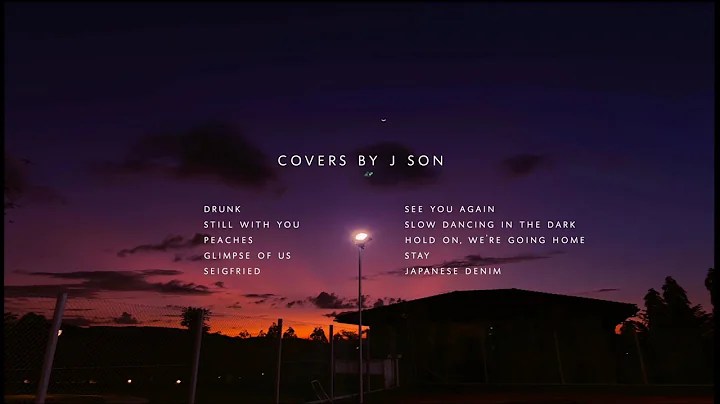 COVERS BY J SON
DRUNK
STILL WITH YOU
PEACHES
GLIMPSE OF US
SEIGFRIED
SEE YOU AGAIN
SLOW DANCING IN THE DARK
HOLD ON, WE'RE GOING HOME
STAY
JAPANESE DENIM